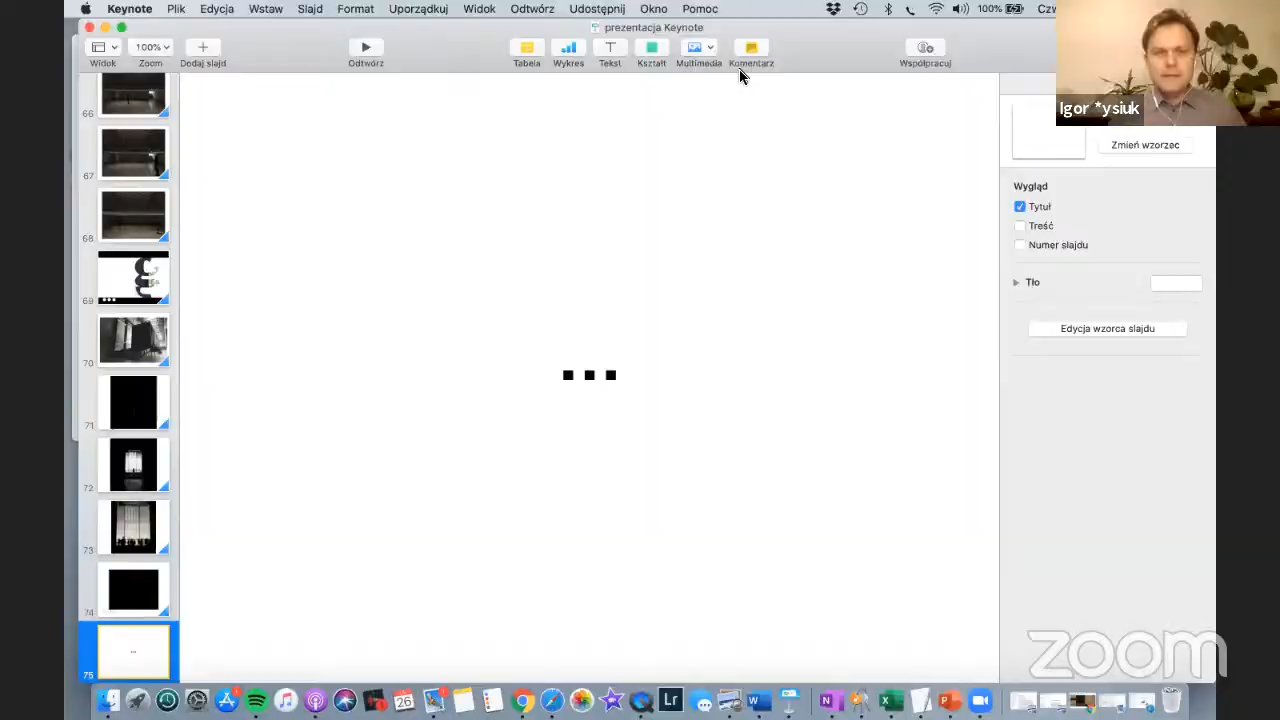 Keynote Plik Edycja Wstaw Slajd Format Uporządkuj Widok Odtwórz Udostępnij Okno Pomoc 100% Czw
prezentacja Keynote
100%
Widok Zoom Dodaj slajd Odtwórz Tabela Wykres Tekst Kształt Multimedia Komentarz Współpracuj
Igor *ysiuk
Zmień wzorzec
Wygląd
Tytuł
Treść
Numer slajdu
Tło
Edycja wzorca slajdu
66
67
68
69
70
71
72
73
74
75
...
zoom
26
Lr
W
N
X
P